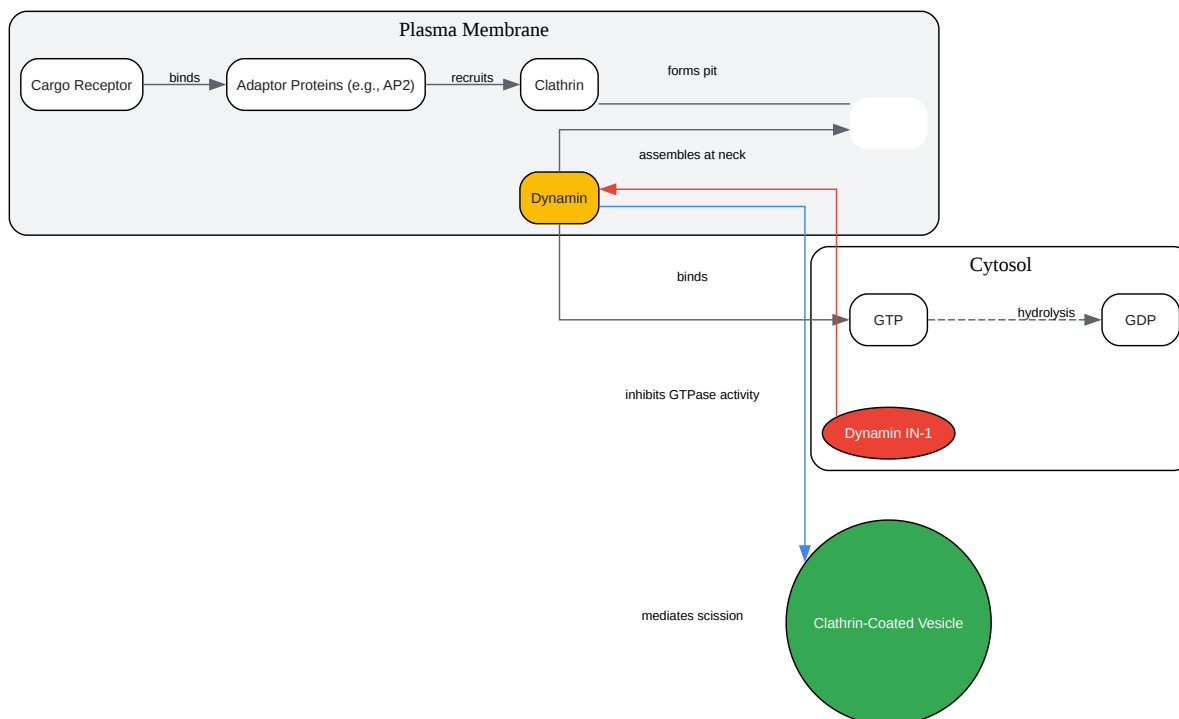 Plasma Membrane
Cargo Receptor
binds
Adaptor Proteins (e.g., AP2)
recruits
Clathrin
forms pit
assembles at neck
Dynamin
binds
Cytosol
GTP
hydrolysis
GDP
inhibits GTPase activity
Dynamin IN-1
mediates scission
Clathrin-Coated Vesicle